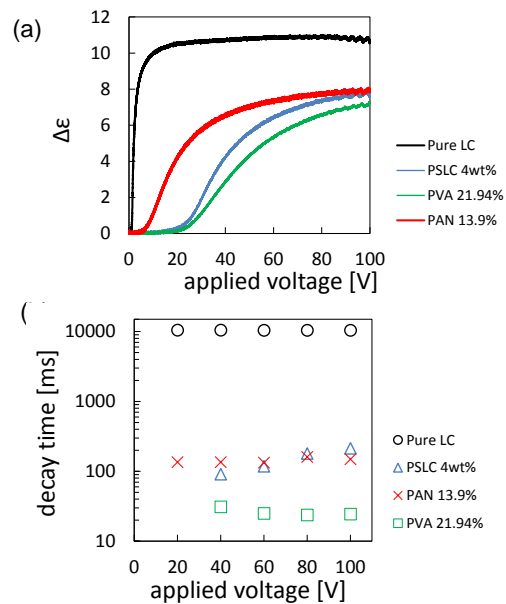 (a)
12
10
8
6
4
2
0
Δε
0 20 40 60 80 100
applied voltage [V]
Pure LC
PSLC 4wt%
PVA 21.94%
PAN 13.9%
(
10000
1000
100
10
decay time [ms]
0 20 40 60 80 100
applied voltage [V]
Pure LC
PSLC 4wt%
PAN 13.9%
PVA 21.94%